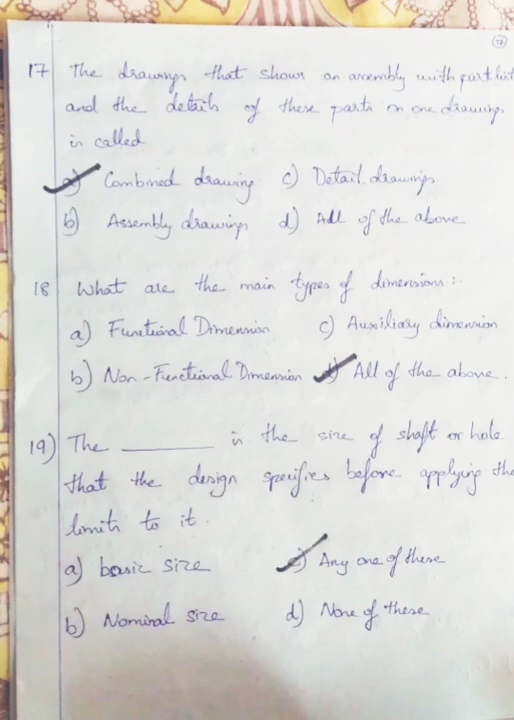 17 The drawings that shows an assembly with part list
and the details of these parts on one drawings
is called
a) Combined drawing c) Detail drawings
b) Assembly drawings d) All of the above
18 What are the main types of dimensions :-
a) Functional Dimension c) Auxiliary dimension
b) Non-Functional Dimension d) All of the above.
19) The ________ is the size of shaft or hole
that the design specifies before applying the
limits to it.
a) basic size c) Any one of these
b) Nominal size d) None of these